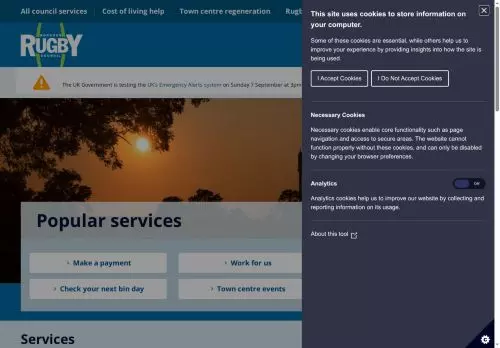 All council services
Cost of living help
Town centre regeneration
Rugb
BOROUGH
RUGBY
COUNCIL
The UK Government is testing the UK's Emergency Alerts system on Sunday 7 September at 3pm
Popular services
Make a payment
Work for us
Check your next bin day
Town centre events
Services
This site uses cookies to store information on
your computer.
Some of these cookies are essential, while others help us to
improve your experience by providing insights into how the site is
being used.
I Accept Cookies
I Do Not Accept Cookies
Necessary Cookies
Necessary cookies enable core functionality such as page
navigation and access to secure areas. The website cannot
function properly without these cookies, and can only be disabled
by changing your browser preferences.
Analytics
Off
Analytics cookies help us to improve our website by collecting and
reporting information on its usage.
About this tool